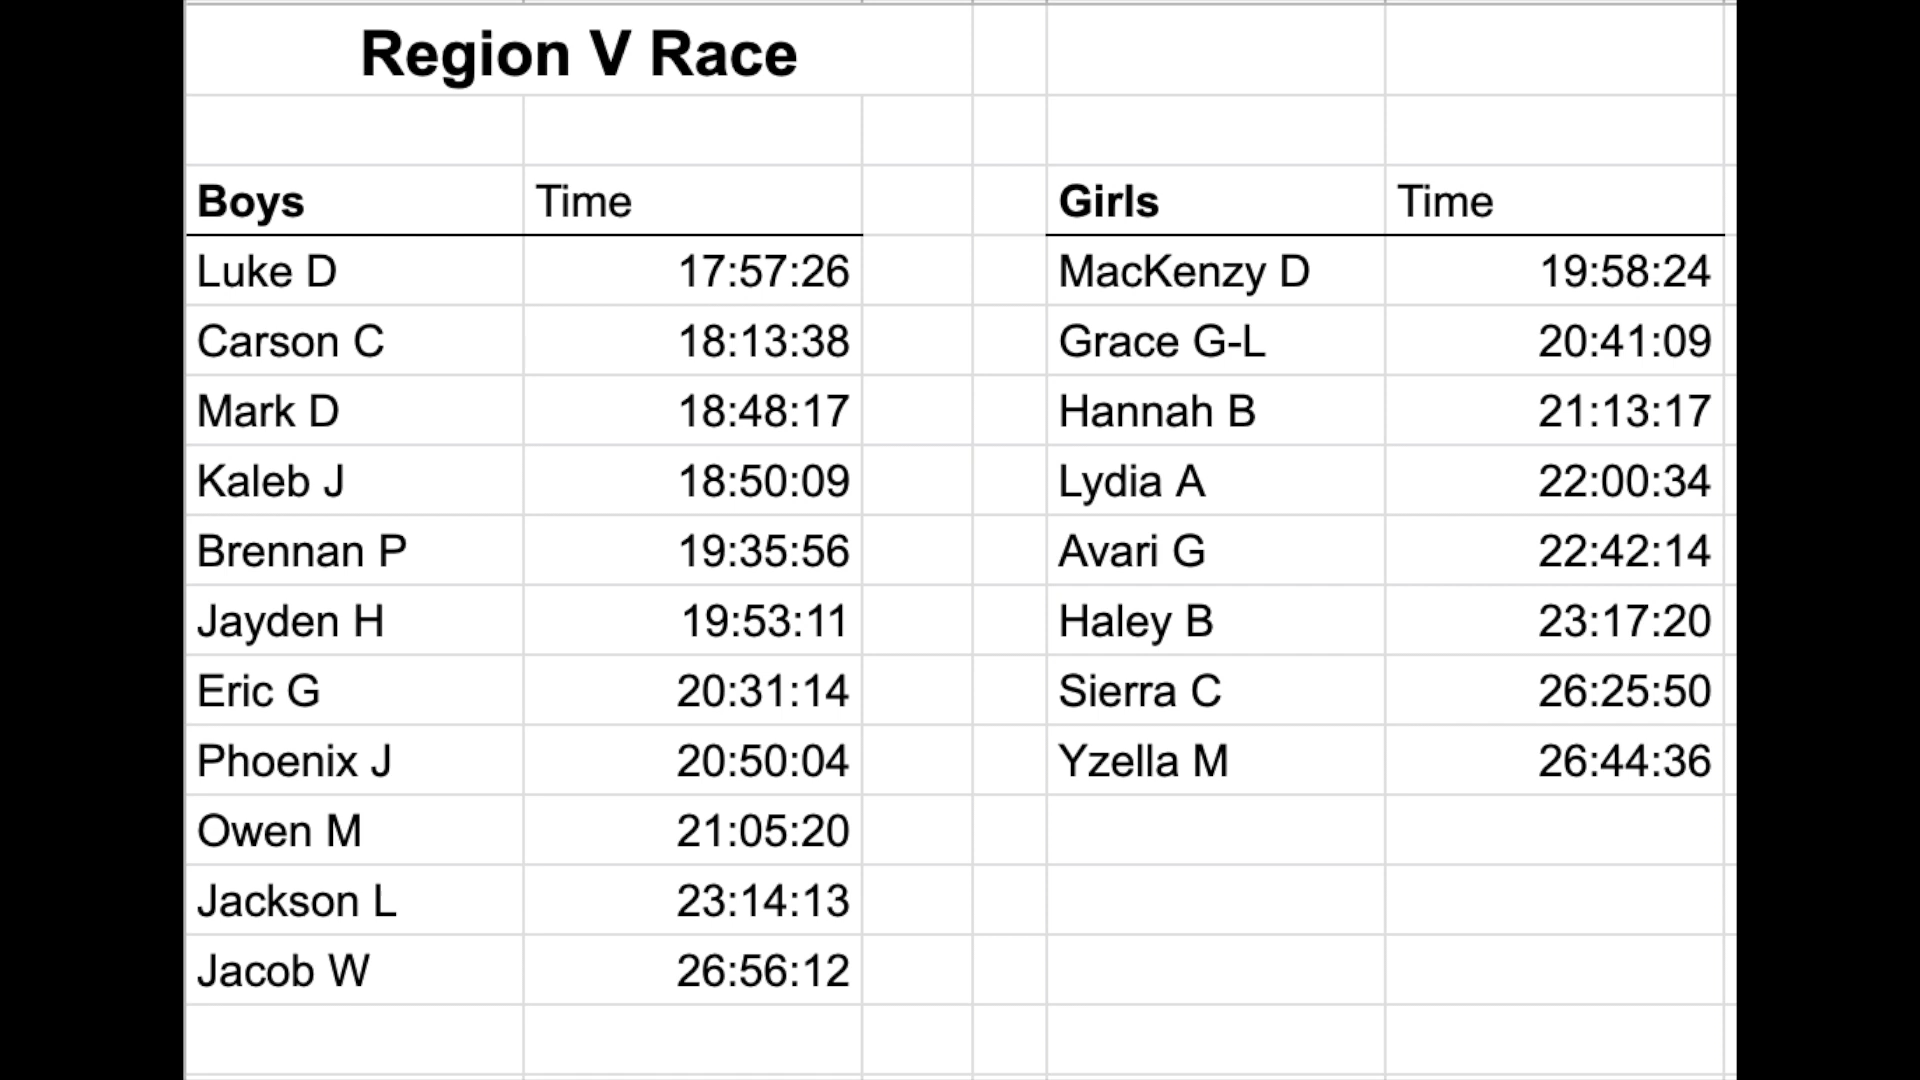 Region V Race
Boys Time Girls Time
Luke D 17:57:26 MacKenzy D 19:58:24
Carson C 18:13:38 Grace G-L 20:41:09
Mark D 18:48:17 Hannah B 21:13:17
Kaleb J 18:50:09 Lydia A 22:00:34
Brennan P 19:35:56 Avari G 22:42:14
Jayden H 19:53:11 Haley B 23:17:20
Eric G 20:31:14 Sierra C 26:25:50
Phoenix J 20:50:04 Yzella M 26:44:36
Owen M 21:05:20
Jackson L 23:14:13
Jacob W 26:56:12